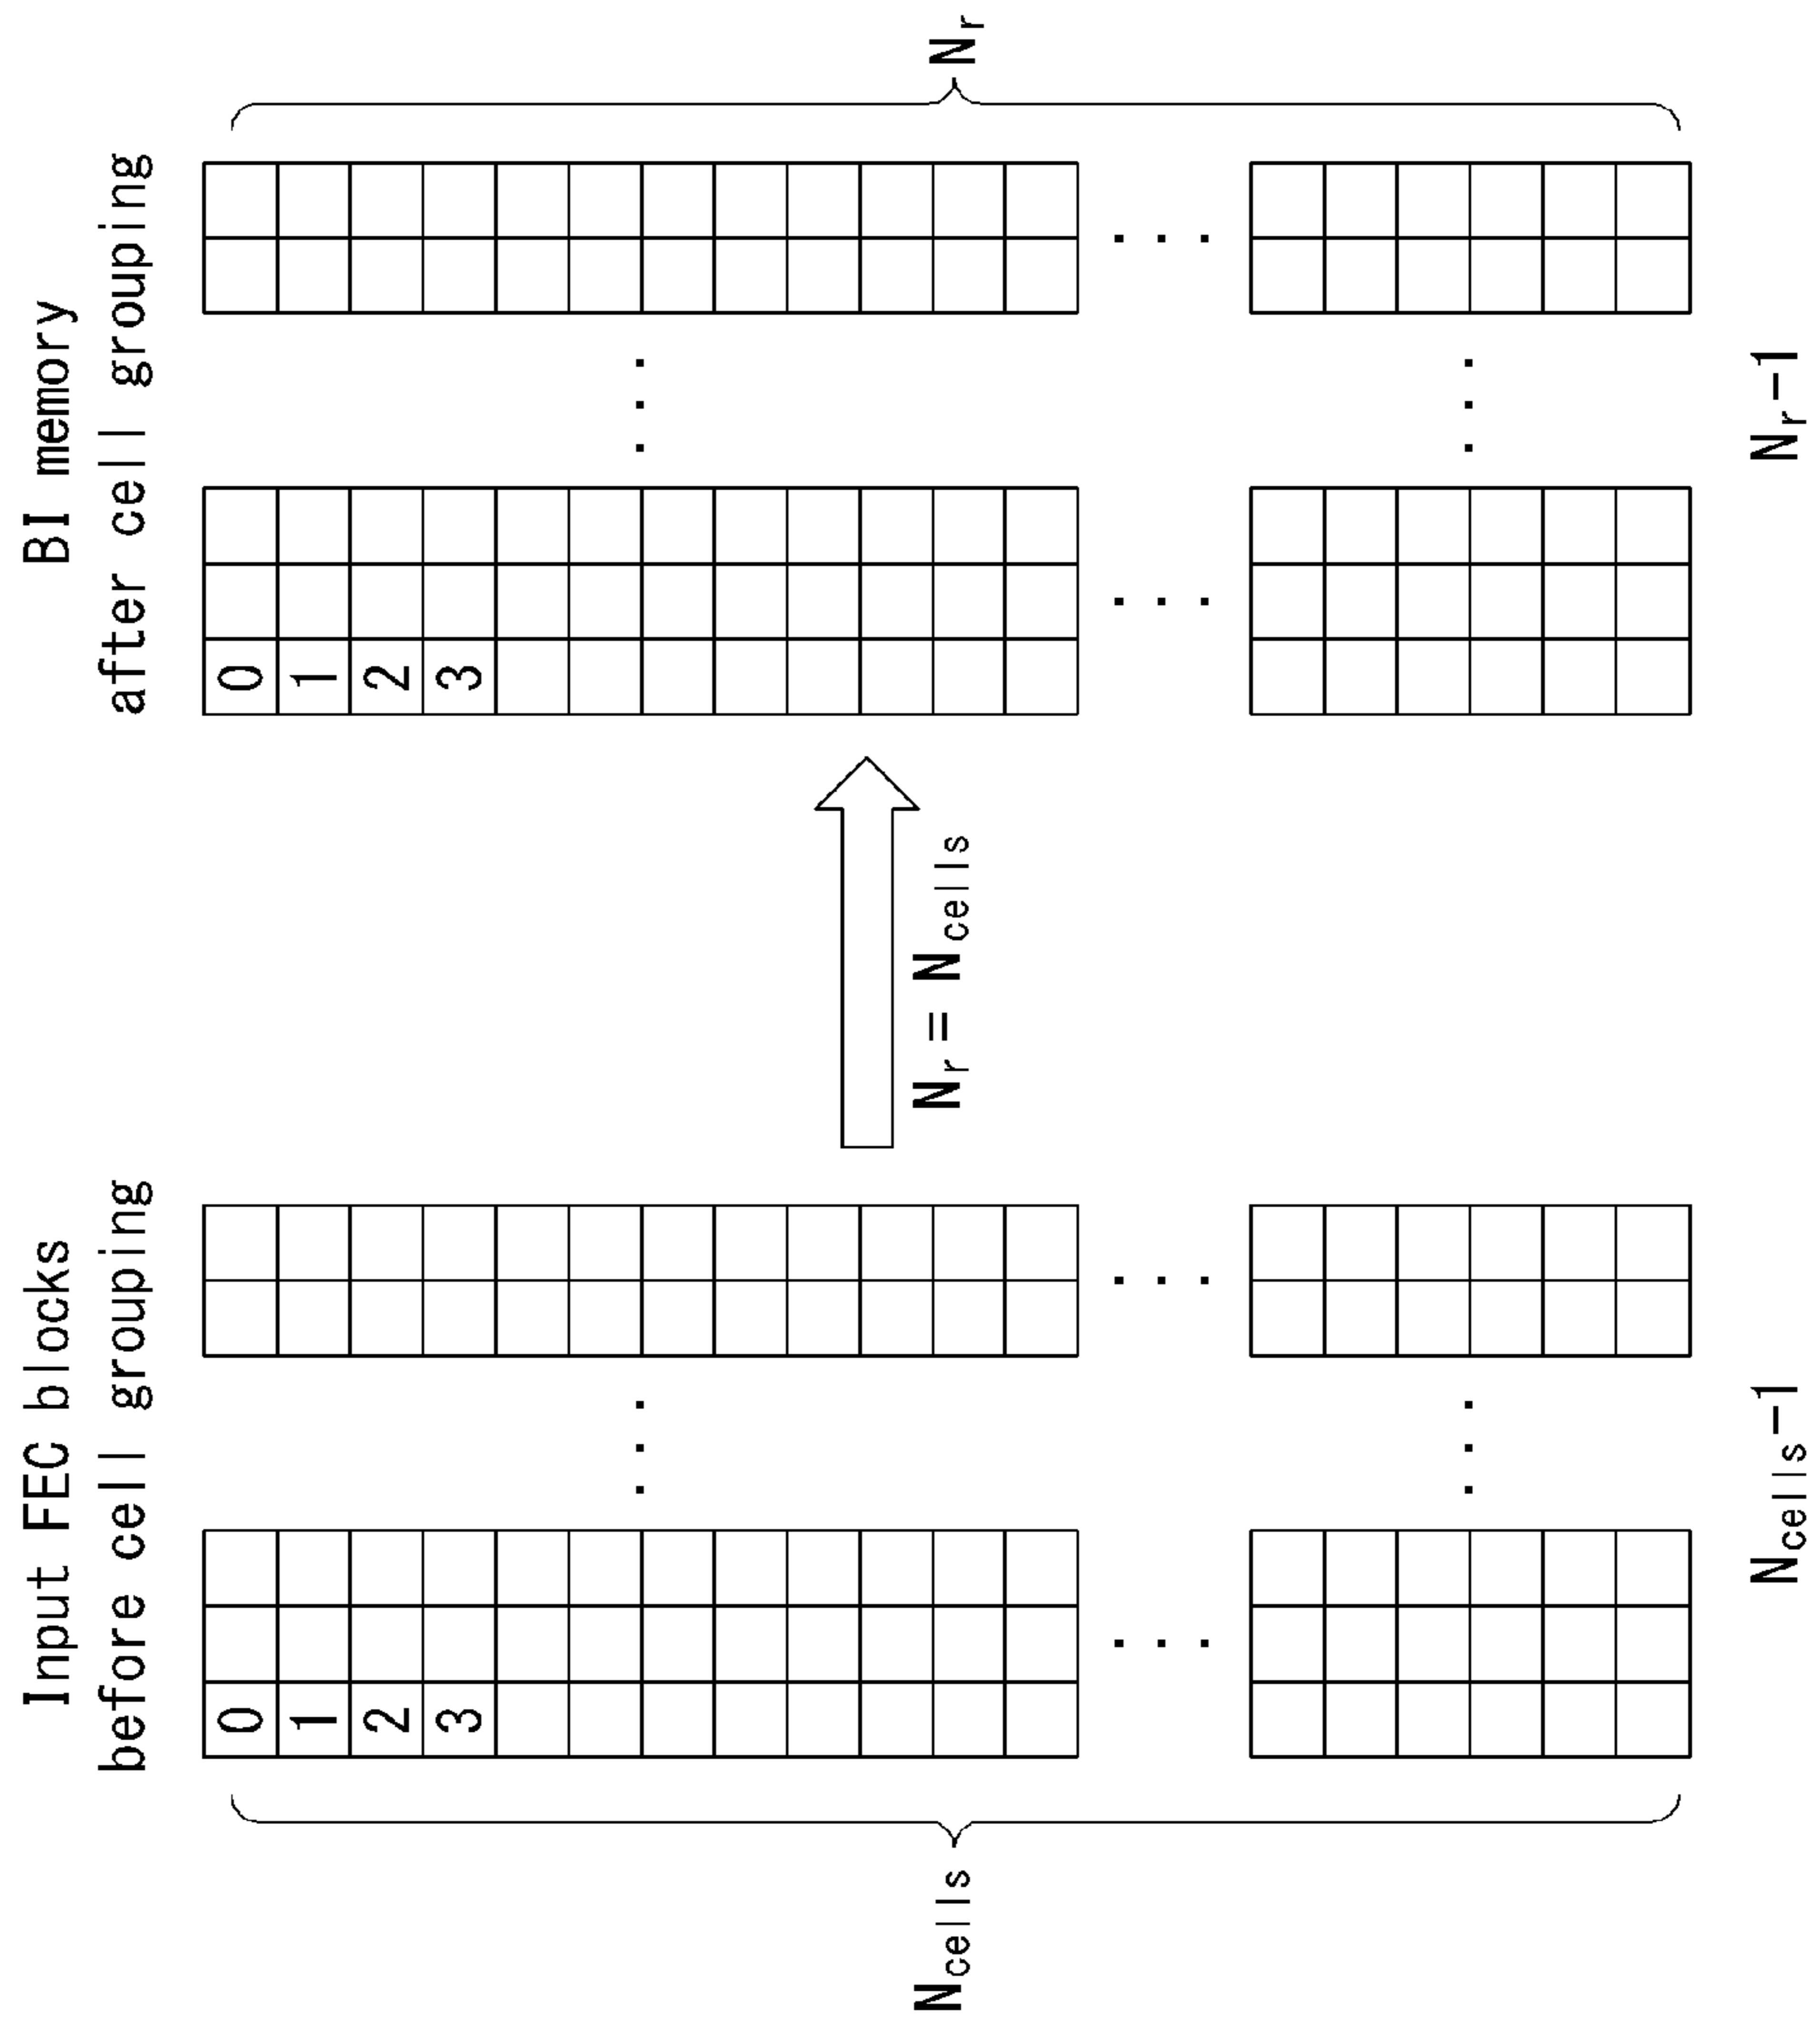 Input FEC blocks
before cell grouping
BI memory
after cell grouping
0
1
2
3
0
1
2
3
Ncells
Nr = Ncells
Nr
Ncells-1
Nr-1